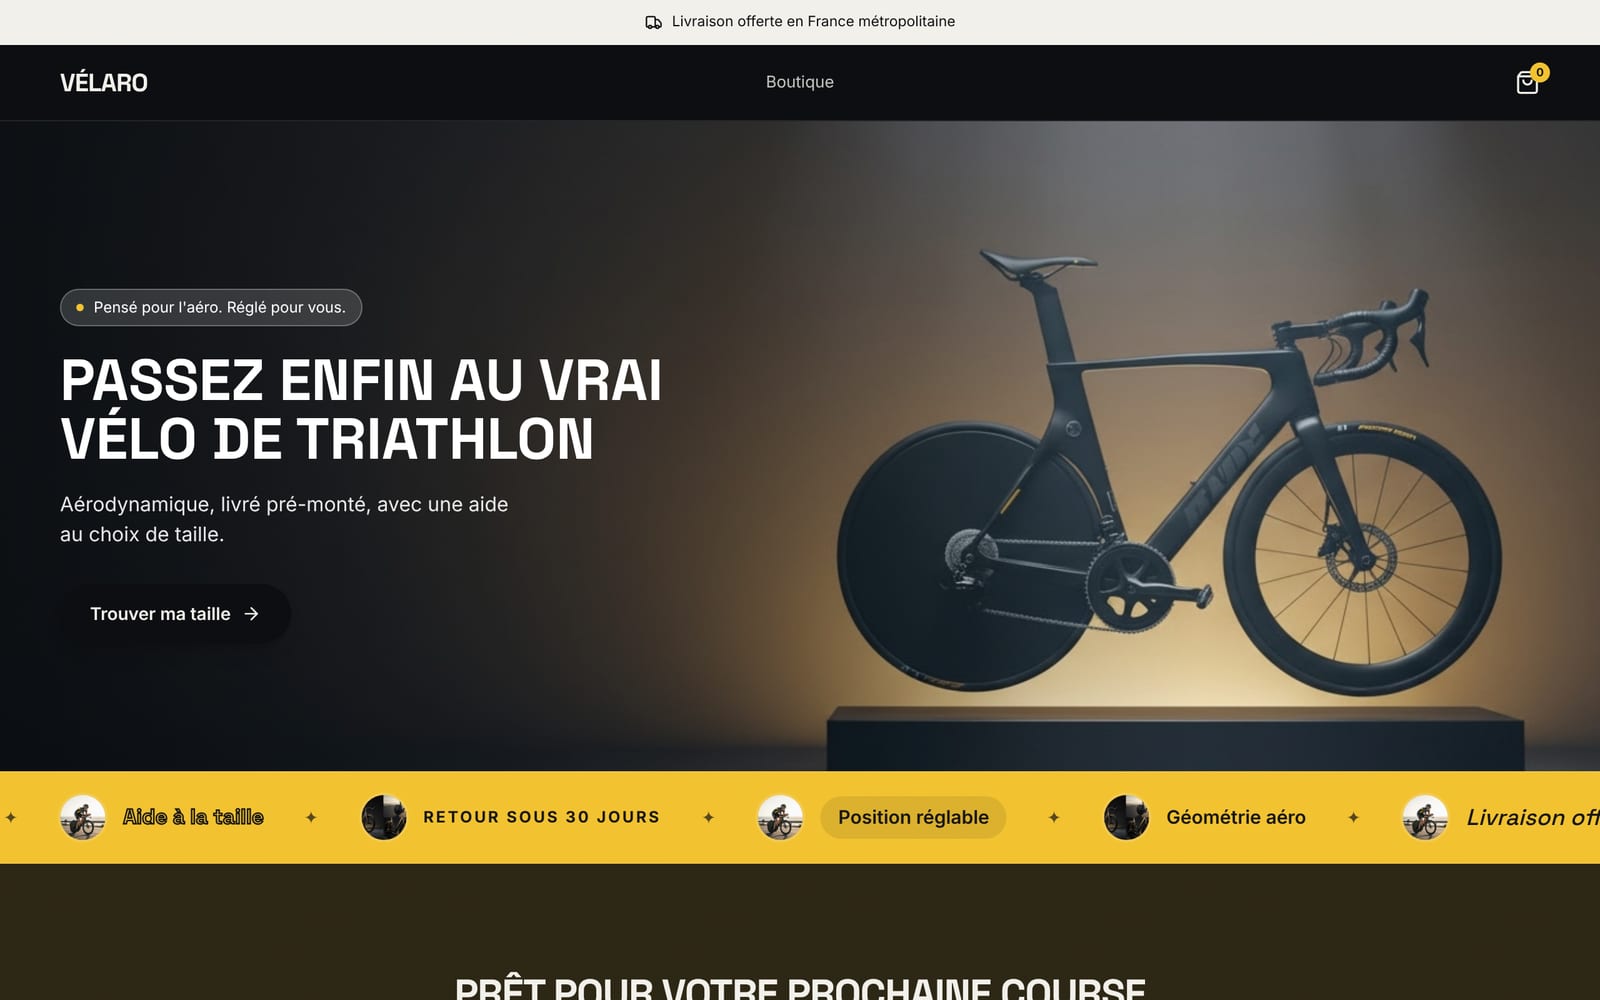 Livraison offerte en France métropolitaine
VÉLARO
Boutique
0
Pensé pour l'aéro. Réglé pour vous.
PASSEZ ENFIN AU VRAI
VÉLO DE TRIATHLON
Aérodynamique, livré pré-monté, avec une aide
au choix de taille.
Trouver ma taille
Aide à la taille
RETOUR SOUS 30 JOURS
Position réglable
Géométrie aéro
Livraison off
PRÊT POUR VOTRE PROCHAINE COURSE